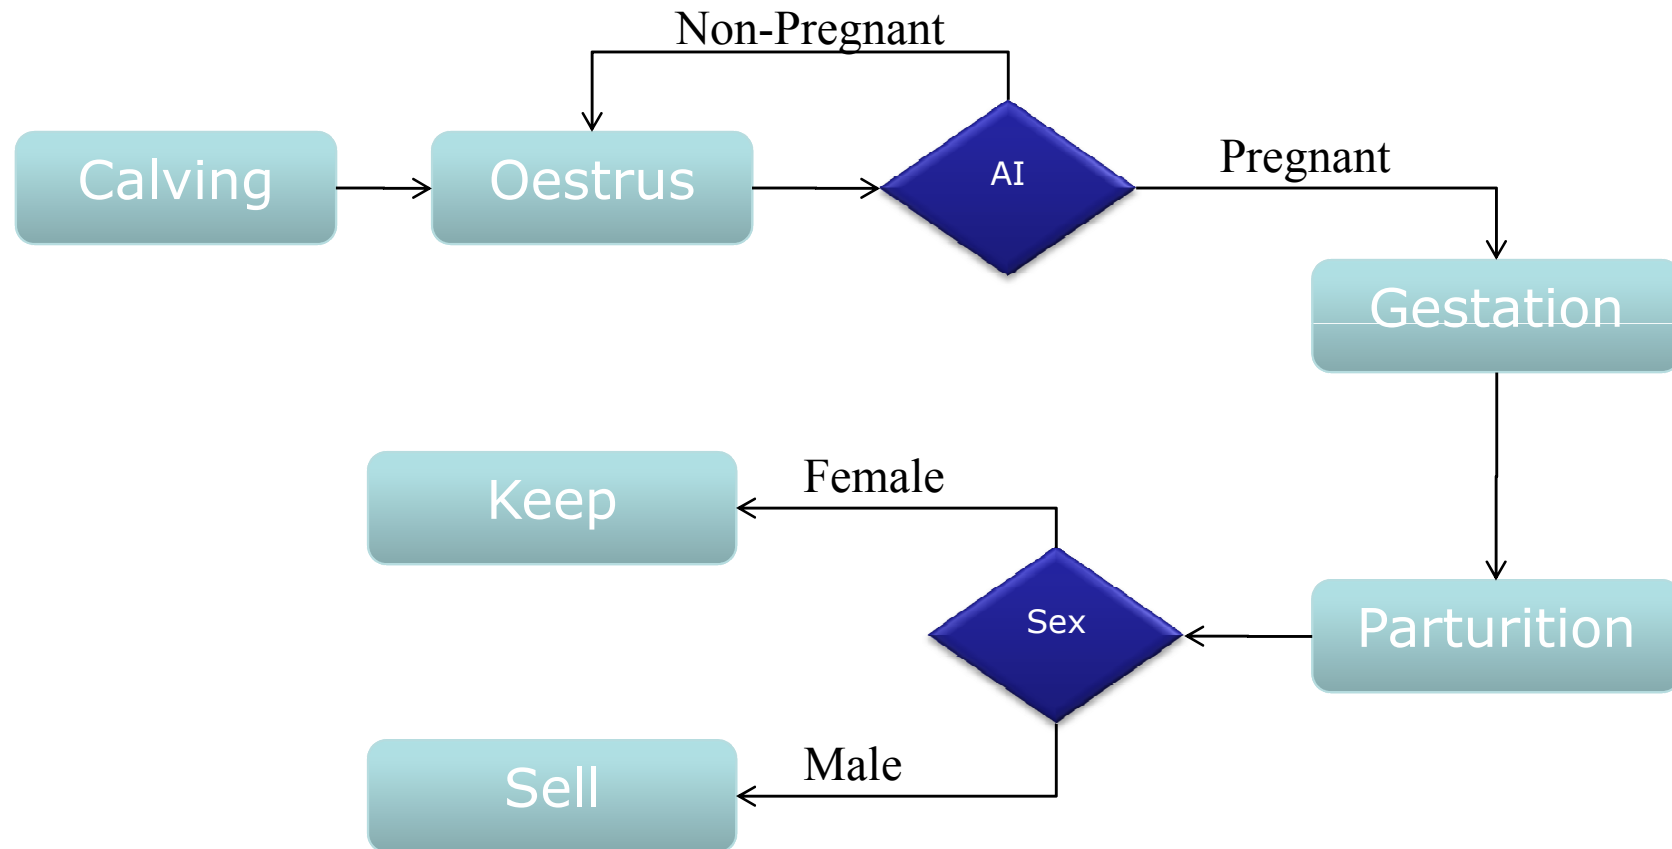 Non-Pregnant
Calving
Oestrus
AI
Pregnant
Gestation
Keep
Female
Sex
Parturition
Sell
Male